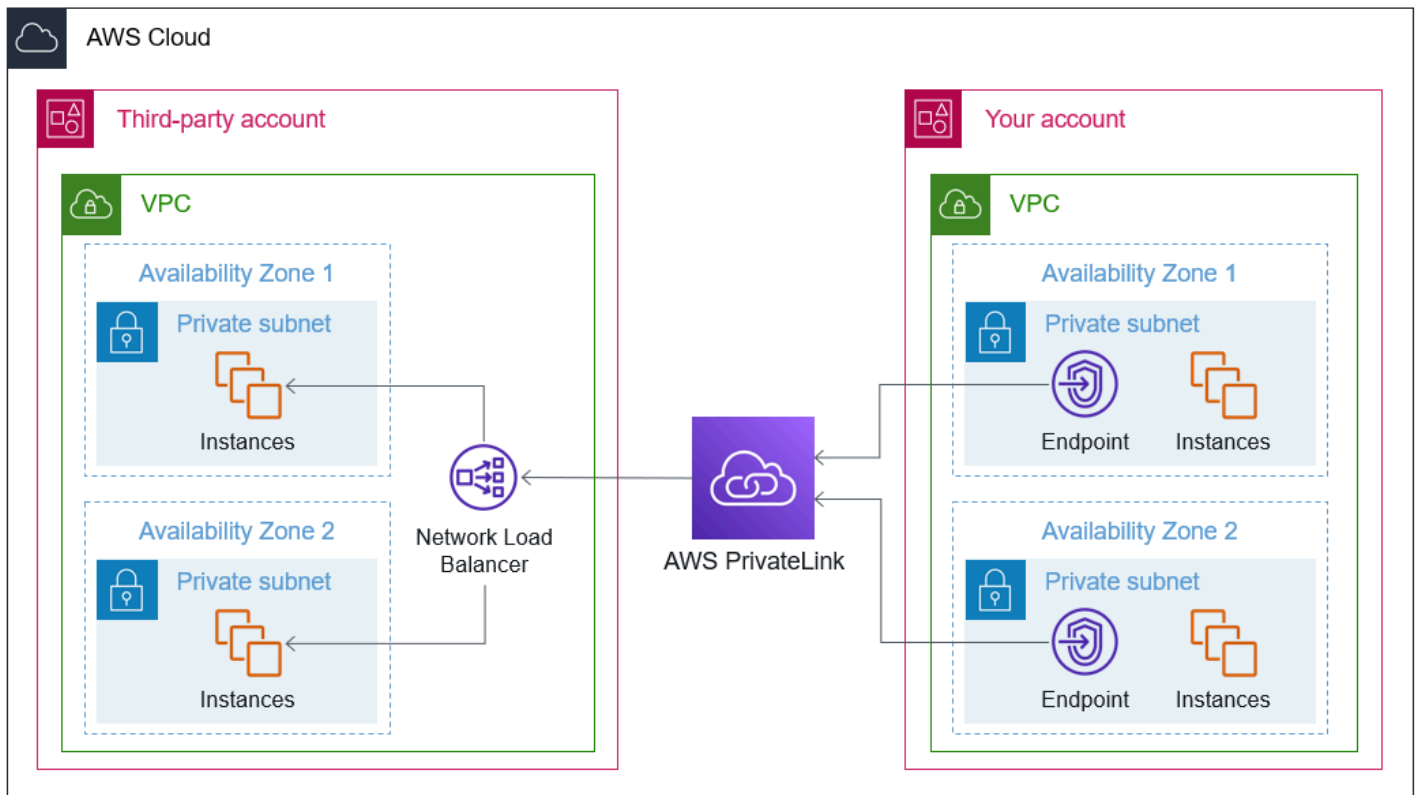 AWS Cloud
Third-party account
VPC
Availability Zone 1
Private subnet
Instances
Availability Zone 2
Private subnet
Instances
Network Load
Balancer
AWS PrivateLink
Your account
VPC
Availability Zone 1
Private subnet
Endpoint
Instances
Availability Zone 2
Private subnet
Endpoint
Instances